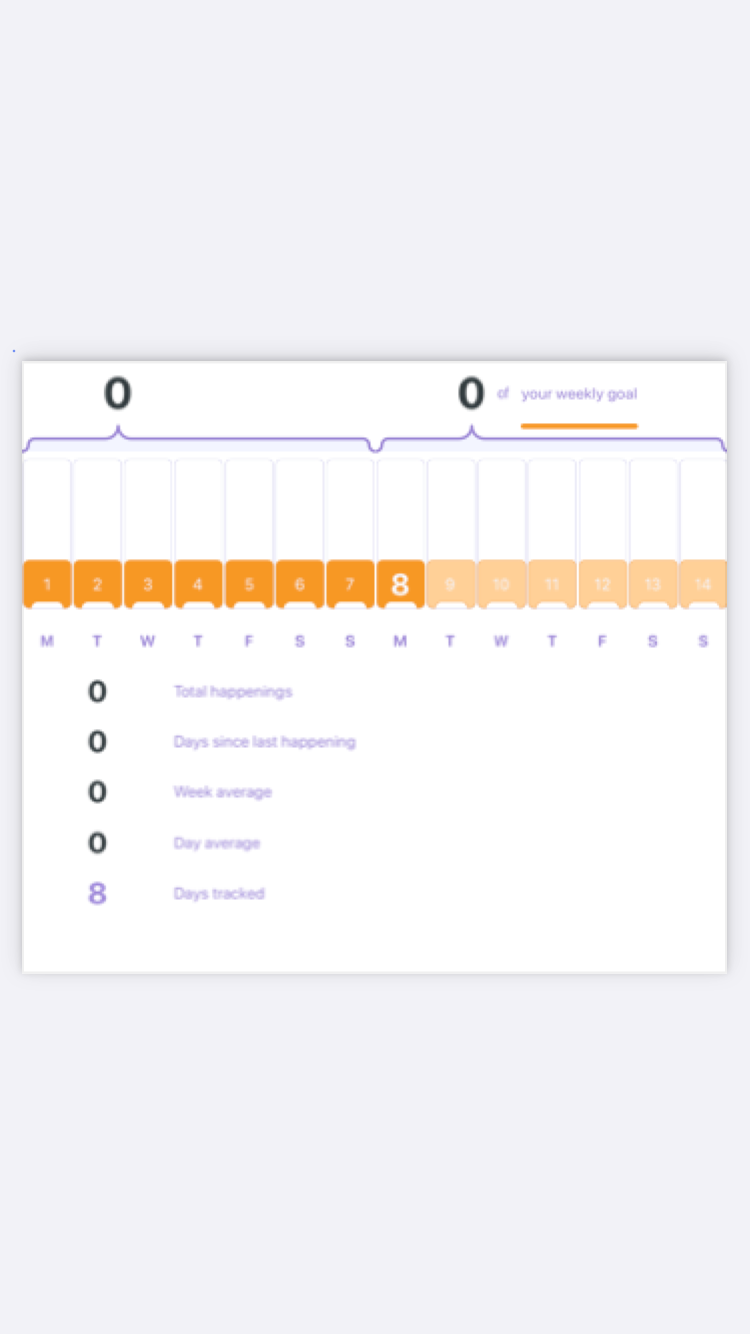 0 0 of your weekly goal
1 2 3 4 5 6 7 8 9 10 11 12 13 14
M T W T F S S M T W T F S S
0 Total happenings
0 Days since last happening
0 Week average
0 Day average
8 Days tracked